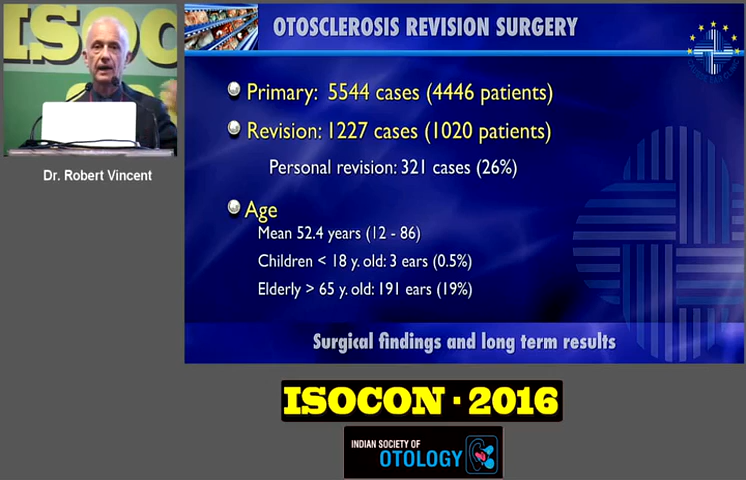 ISOCON
Dr. Robert Vincent
OTOSCLEROSIS REVISION SURGERY
Primary: 5544 cases (4446 patients)
Revision: 1227 cases (1020 patients)
Personal revision: 321 cases (26%)
Age
Mean 52.4 years (12 - 86)
Children < 18 y. old: 3 ears (0.5%)
Elderly > 65 y. old: 191 ears (19%)
Surgical findings and long term results
ISOCON · 2016
INDIAN SOCIETY OF
OTOLOGY